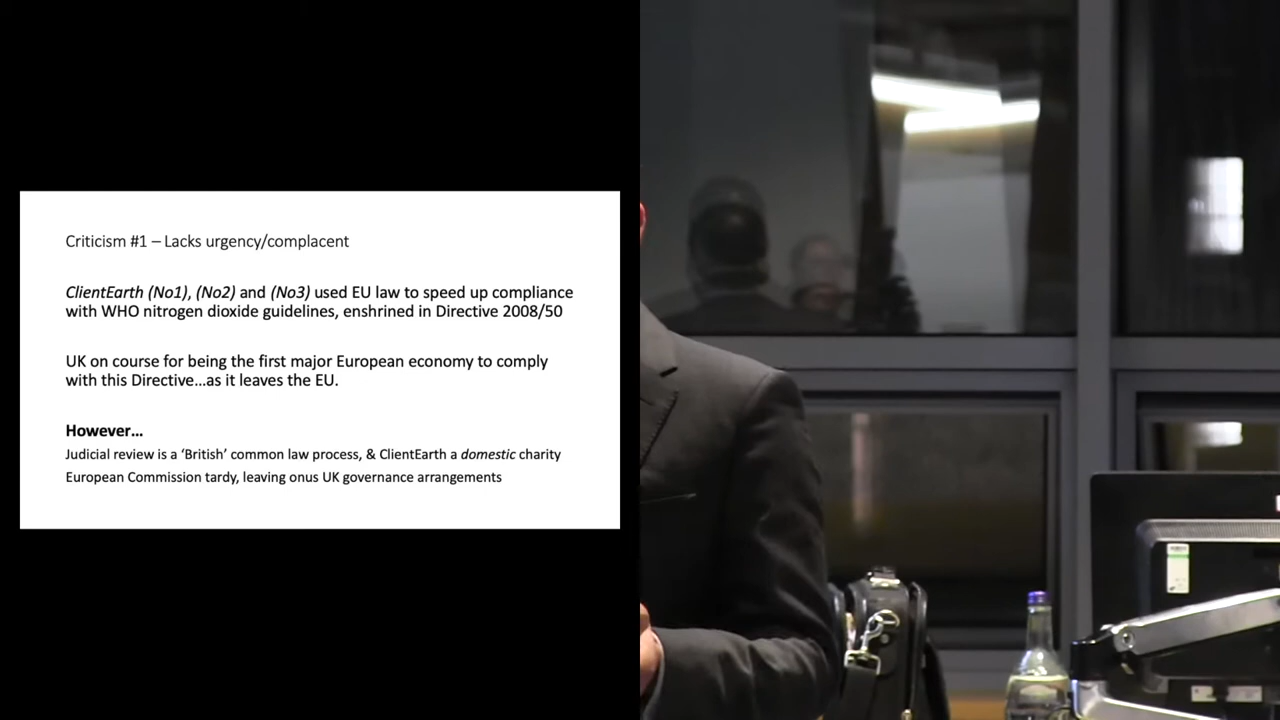 Criticism #1 – Lacks urgency/complacent
ClientEarth (No1), (No2) and (No3) used EU law to speed up compliance
with WHO nitrogen dioxide guidelines, enshrined in Directive 2008/50
UK on course for being the first major European economy to comply
with this Directive…as it leaves the EU.
However…
Judicial review is a ‘British’ common law process, & ClientEarth a domestic charity
European Commission tardy, leaving onus UK governance arrangements